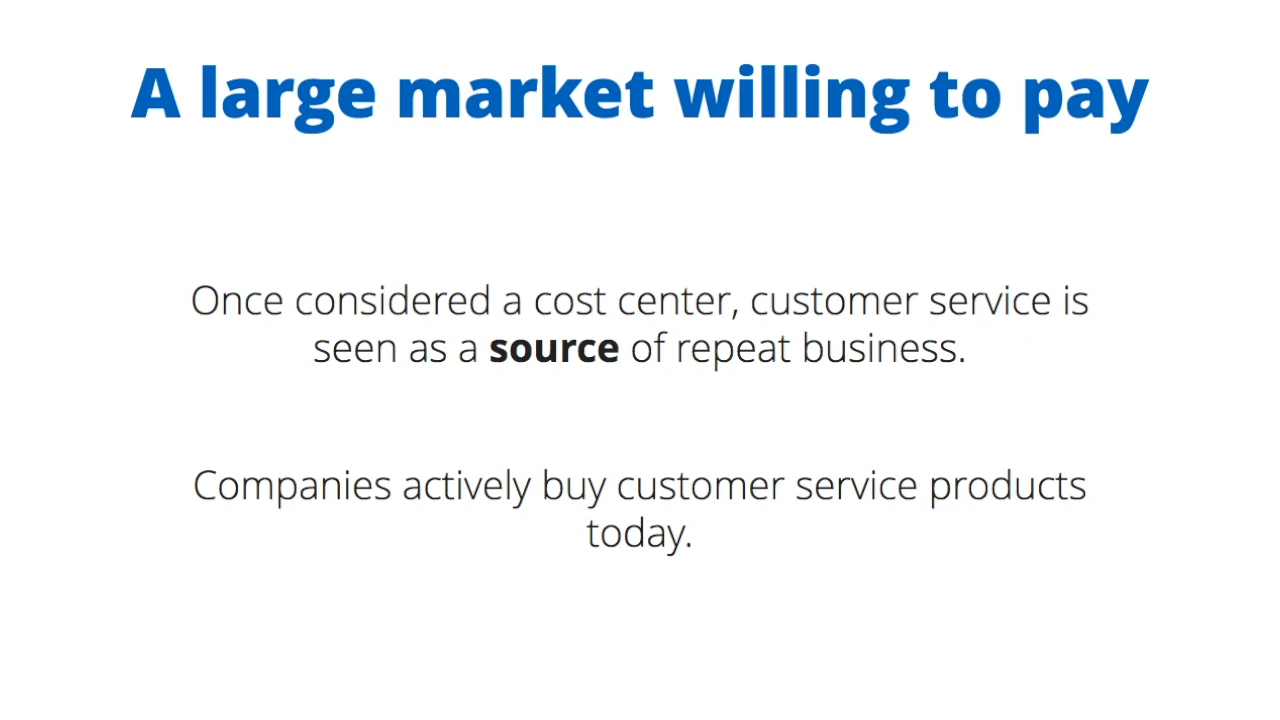 A large market willing to pay
Once considered a cost center, customer service is
seen as a source of repeat business.
Companies actively buy customer service products
today.